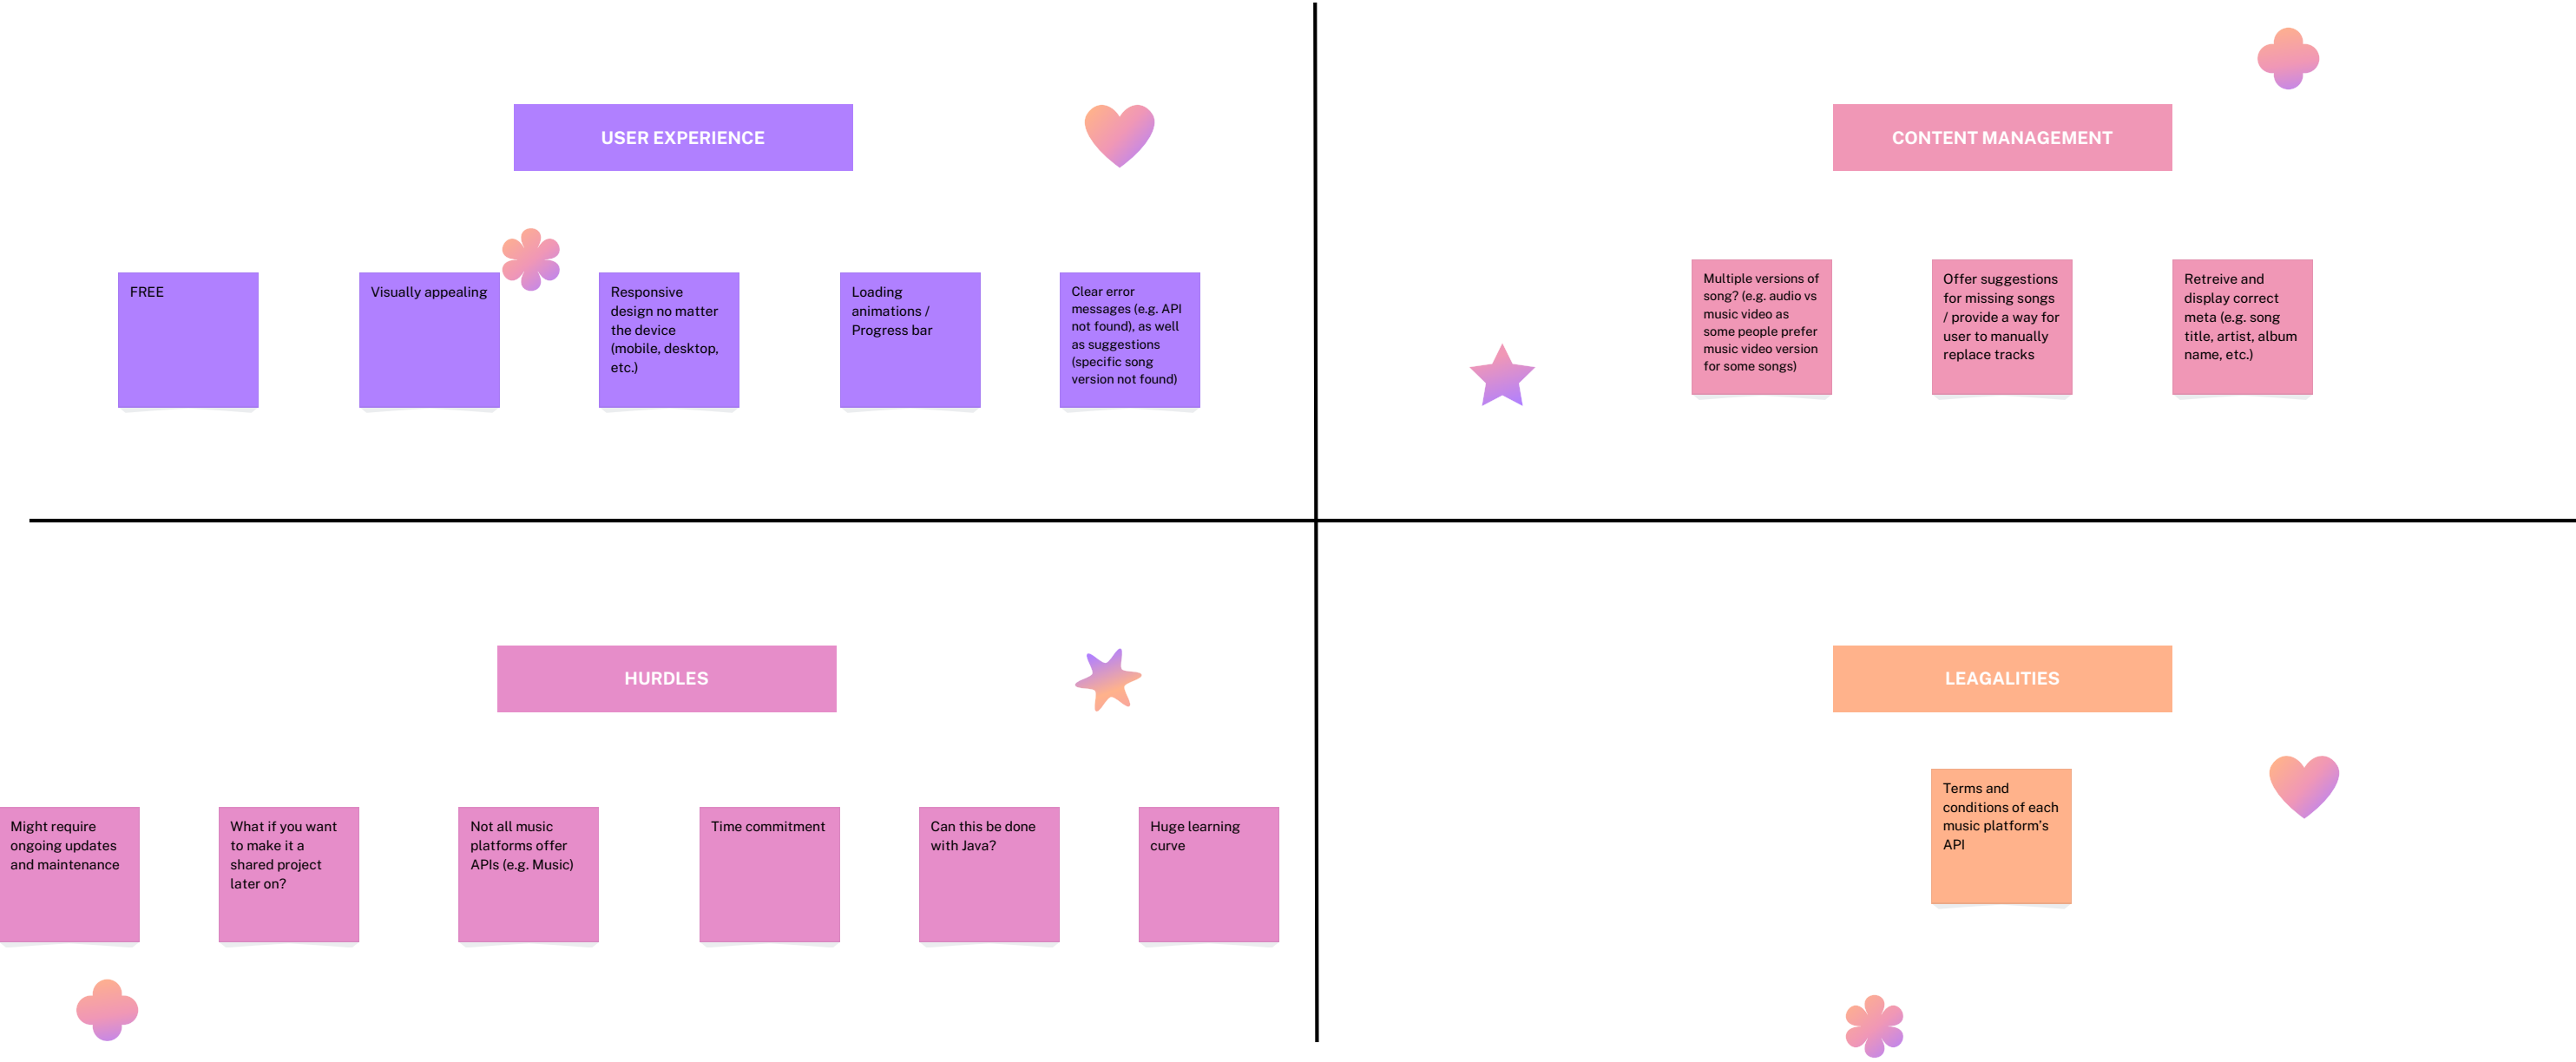 USER EXPERIENCE
FREE
Visually appealing
Responsive
design no matter
the device
(mobile, desktop,
etc.)
Loading
animations /
Progress bar
Clear error
messages (e.g. API
not found), as well
as suggestions
(specific song
version not found)
CONTENT MANAGEMENT
Multiple versions of
song? (e.g. audio vs
music video as
some people prefer
music video version
for some songs)
Offer suggestions
for missing songs
/ provide a way for
user to manually
replace tracks
Retreive and
display correct
meta (e.g. song
title, artist, album
name, etc.)
HURDLES
Might require
ongoing updates
and maintenance
What if you want
to make it a
shared project
later on?
Not all music
platforms offer
APIs (e.g. Music)
Time commitment
Can this be done
with Java?
Huge learning
curve
LEAGALITIES
Terms and
conditions of each
music platform's
API